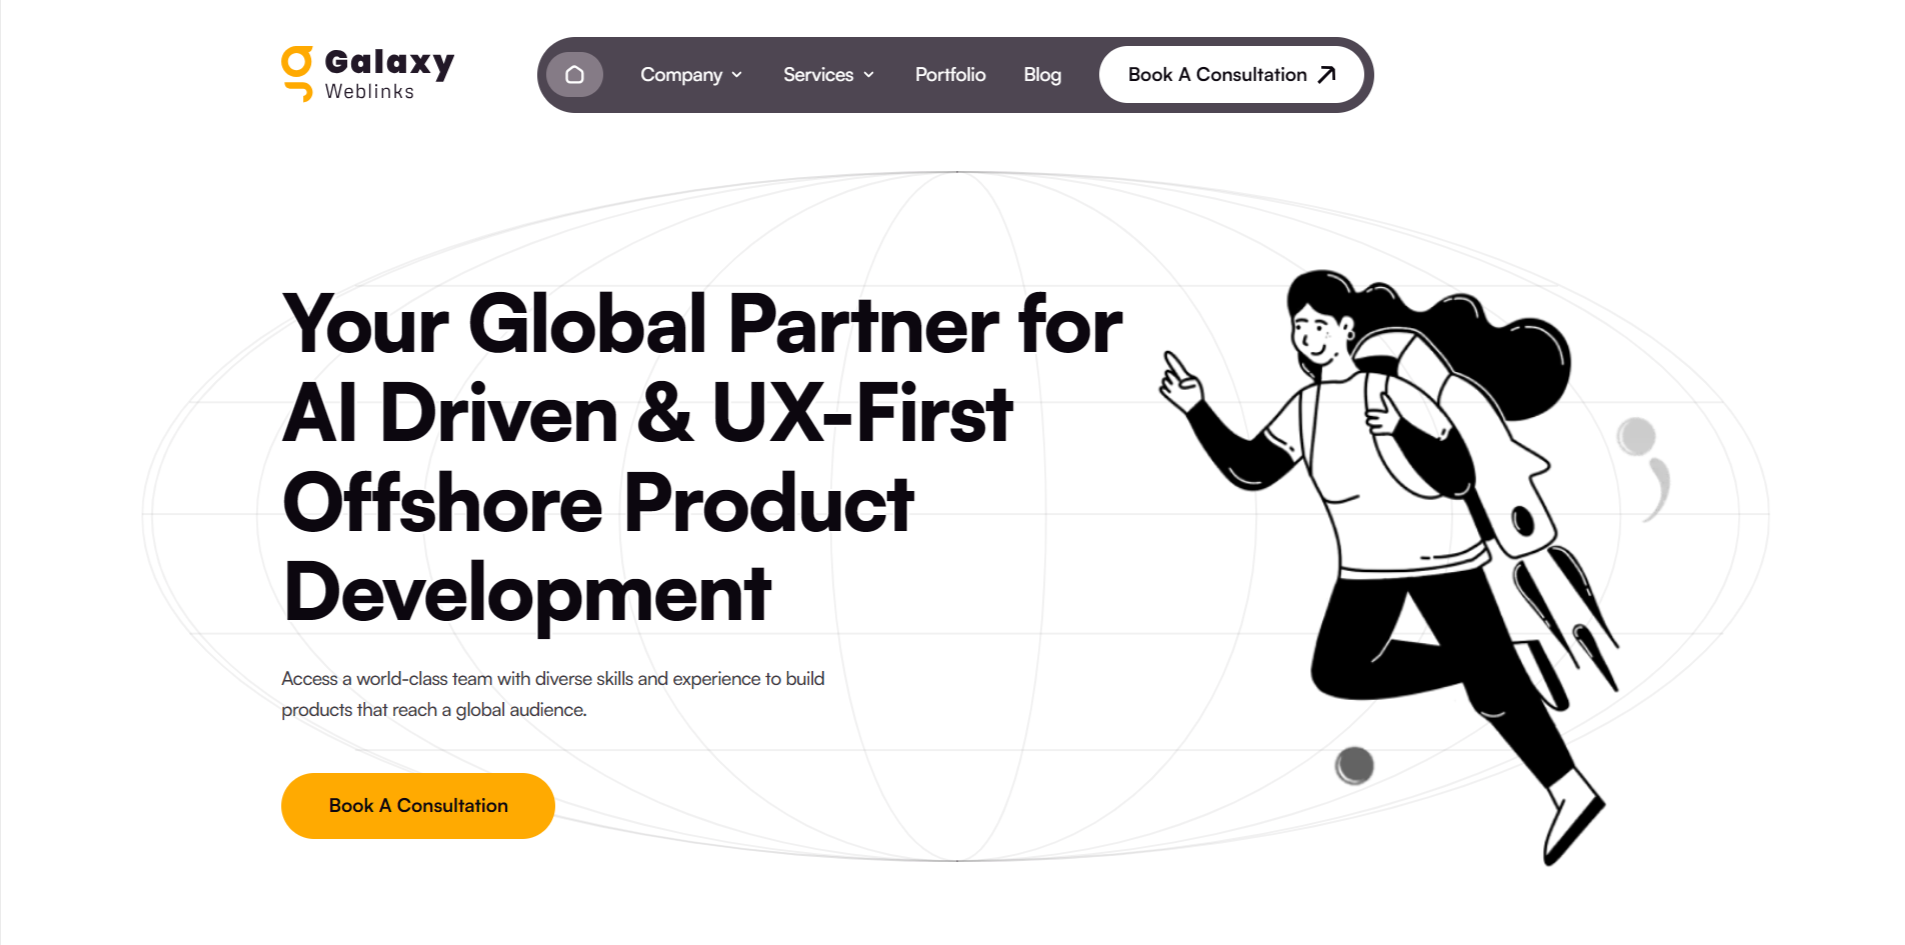 Galaxy
Weblinks
Company
Services
Portfolio
Blog
Book A Consultation
Your Global Partner for
AI Driven & UX-First
Offshore Product
Development
Access a world-class team with diverse skills and experience to build
products that reach a global audience.
Book A Consultation